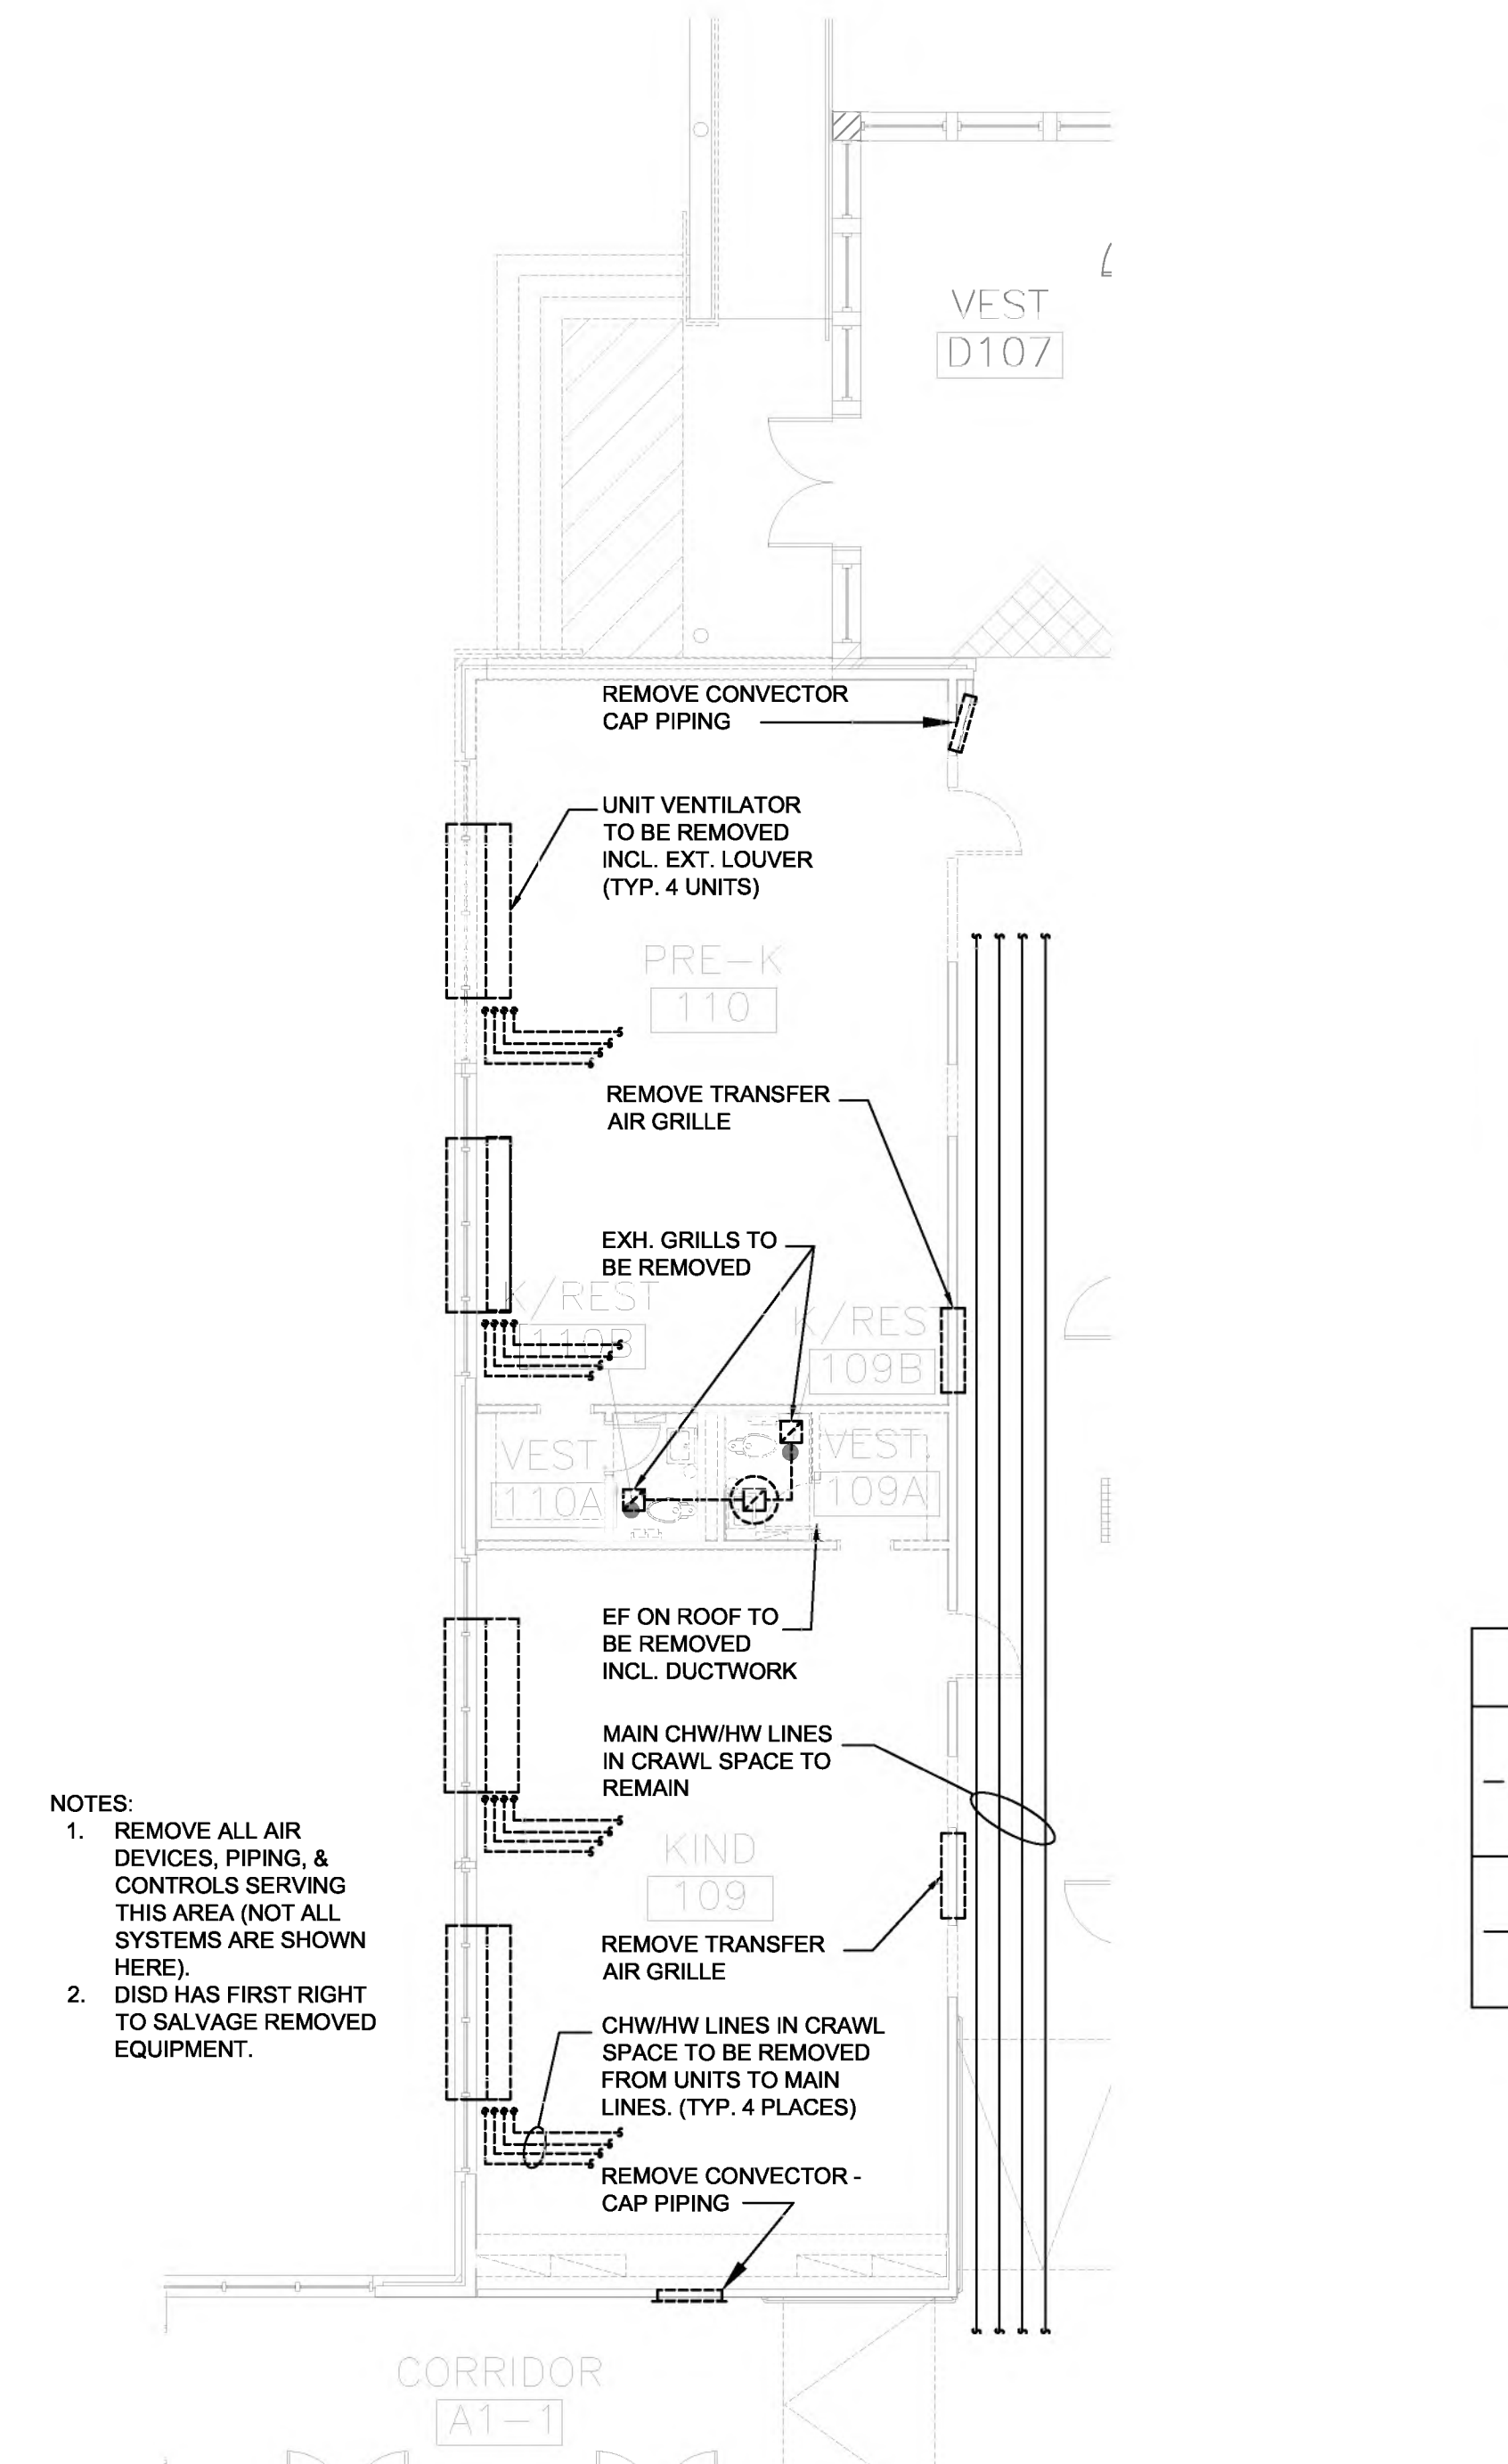 VEST
D107
REMOVE CONVECTOR
CAP PIPING
UNIT VENTILATOR
TO BE REMOVED
INCL. EXT. LOUVER
(TYP. 4 UNITS)
PRE-K
110
REMOVE TRANSFER
AIR GRILLE
EXH. GRILLS TO
BE REMOVED
K/REST
110B
K/REST
109B
VEST
110A
VEST
109A
EF ON ROOF TO
BE REMOVED
INCL. DUCTWORK
MAIN CHW/HW LINES
IN CRAWL SPACE TO
REMAIN
NOTES:
1. REMOVE ALL AIR
DEVICES, PIPING, &
CONTROLS SERVING
THIS AREA (NOT ALL
SYSTEMS ARE SHOWN
HERE).
2. DISD HAS FIRST RIGHT
TO SALVAGE REMOVED
EQUIPMENT.
KIND
109
REMOVE TRANSFER
AIR GRILLE
CHW/HW LINES IN CRAWL
SPACE TO BE REMOVED
FROM UNITS TO MAIN
LINES. (TYP. 4 PLACES)
REMOVE CONVECTOR -
CAP PIPING
CORRIDOR
A1-1